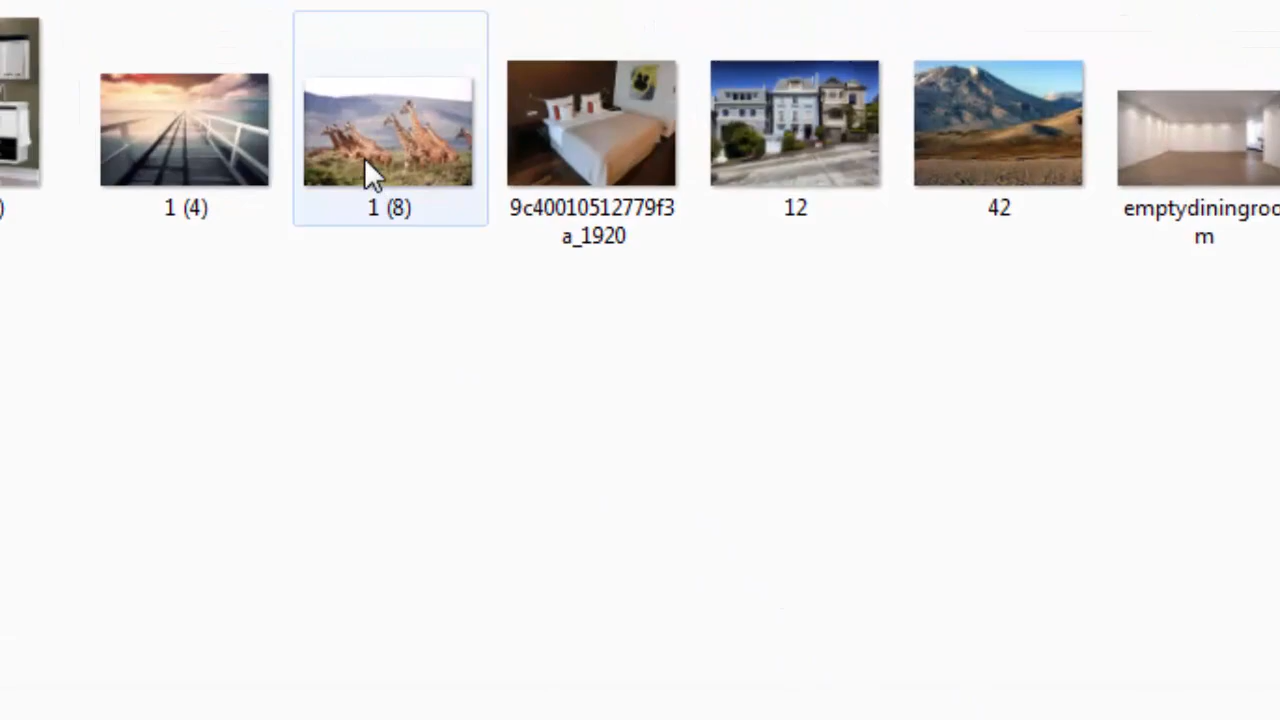 )
1 (4)
1 (8)
9c40010512779f3
a_1920
12
42
emptydiningroo
m